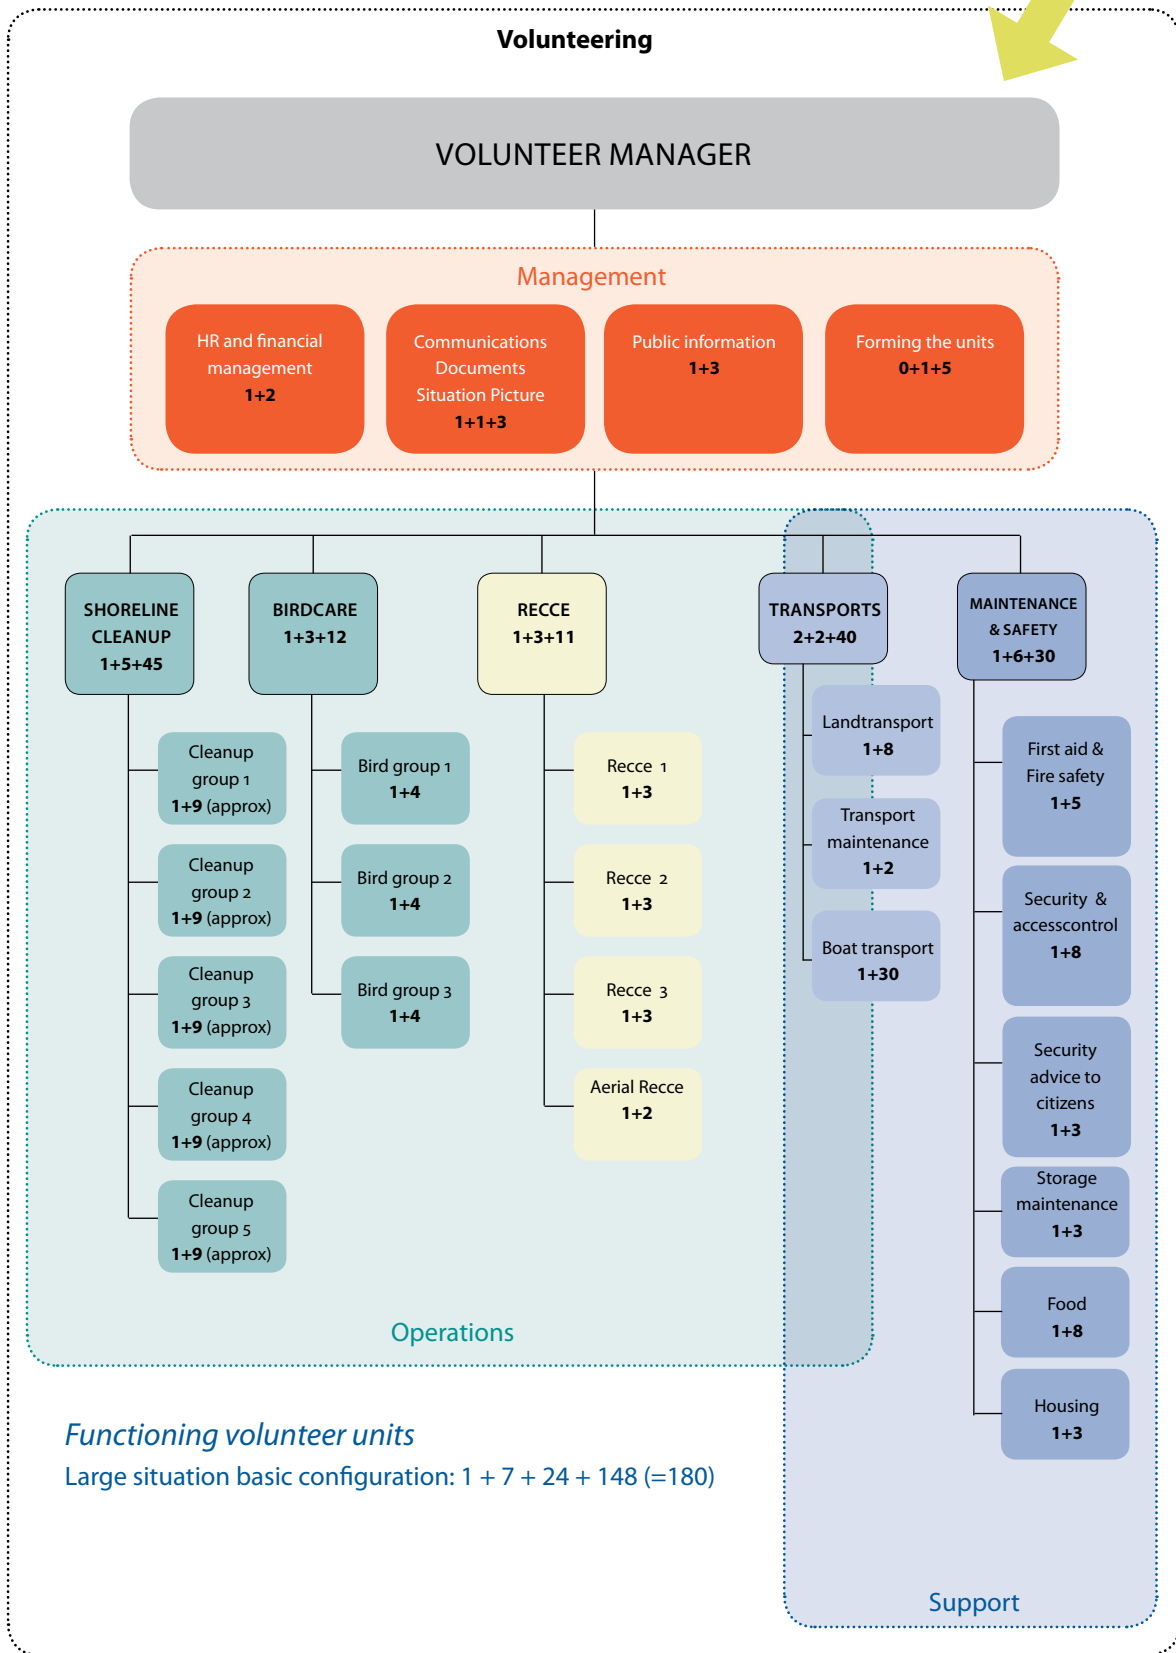 Volunteering
VOLUNTEER MANAGER
Management
HR and financial
management
1+2
Communications
Documents
Situation Picture
1+1+3
Public information
1+3
Forming the units
0+1+5
SHORELINE
CLEANUP
1+5+45
Cleanup
group 1
1+9 (approx)
Cleanup
group 2
1+9 (approx)
Cleanup
group 3
1+9 (approx)
Cleanup
group 4
1+9 (approx)
Cleanup
group 5
1+9 (approx)
BIRDCARE
1+3+12
Bird group 1
1+4
Bird group 2
1+4
Bird group 3
1+4
RECCE
1+3+11
Recce 1
1+3
Recce 2
1+3
Recce 3
1+3
Aerial Recce
1+2
TRANSPORTS
2+2+40
Landtransport
1+8
Transport
maintenance
1+2
Boat transport
1+30
MAINTENANCE
& SAFETY
1+6+30
First aid &
Fire safety
1+5
Security &
accesscontrol
1+8
Security
advice to
citizens
1+3
Storage
maintenance
1+3
Food
1+8
Housing
1+3
Operations
Functioning volunteer units
Large situation basic configuration: 1 + 7 + 24 + 148 (=180)
Support